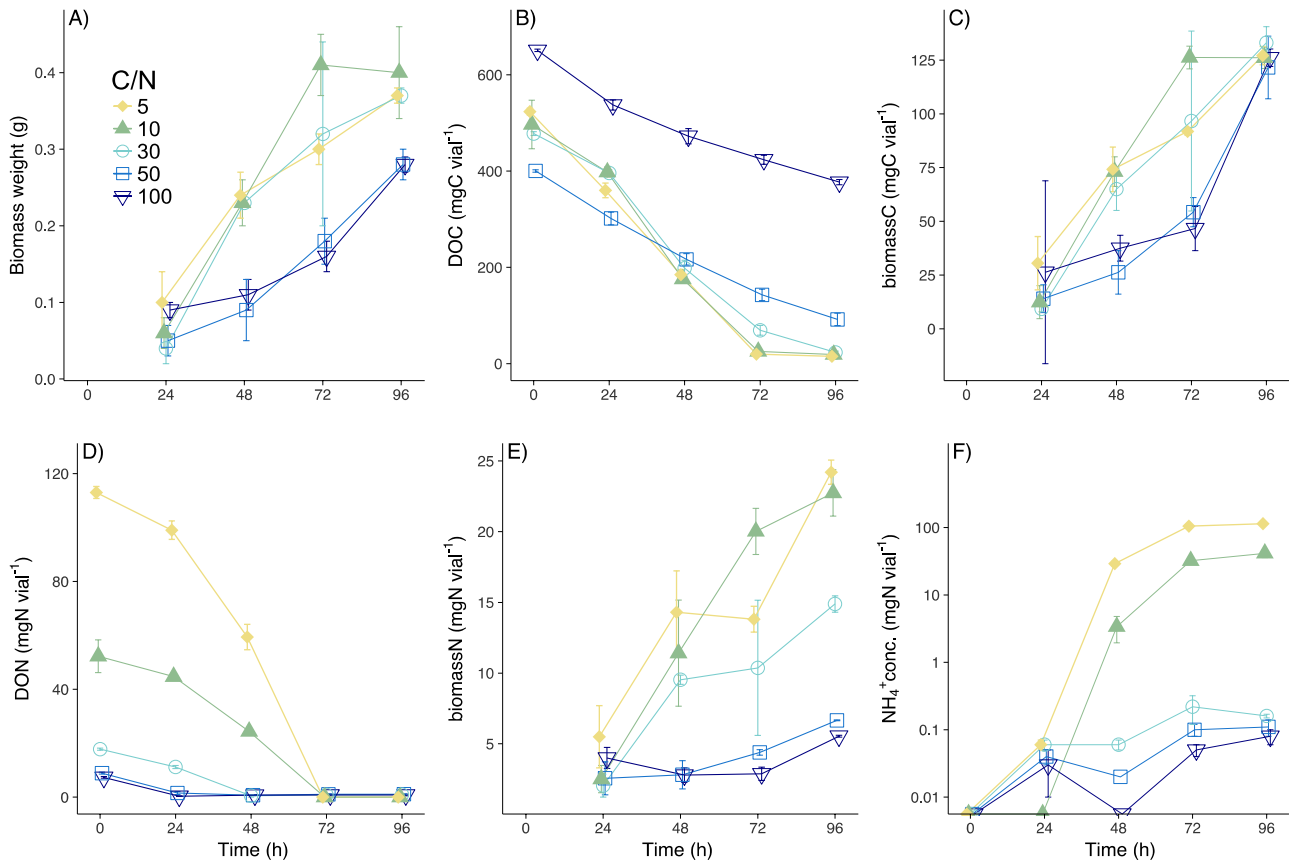 A)
Biomass weight (g)
0.4
0.3
0.2
0.1
0.0
C/N
5
10
30
50
100
0 24 48 72 96
B)
DOC (mgC vial⁻¹)
600
400
200
0
0 24 48 72 96
C)
biomassC (mgC vial⁻¹)
125
100
75
50
25
0
0 24 48 72 96
D)
DON (mgN vial⁻¹)
120
80
40
0
0 24 48 72 96
Time (h)
E)
biomassN (mgN vial⁻¹)
25
20
15
10
5
0 24 48 72 96
Time (h)
F)
NH₄⁺conc. (mgN vial⁻¹)
100
10
1
0.1
0.01
0 24 48 72 96
Time (h)